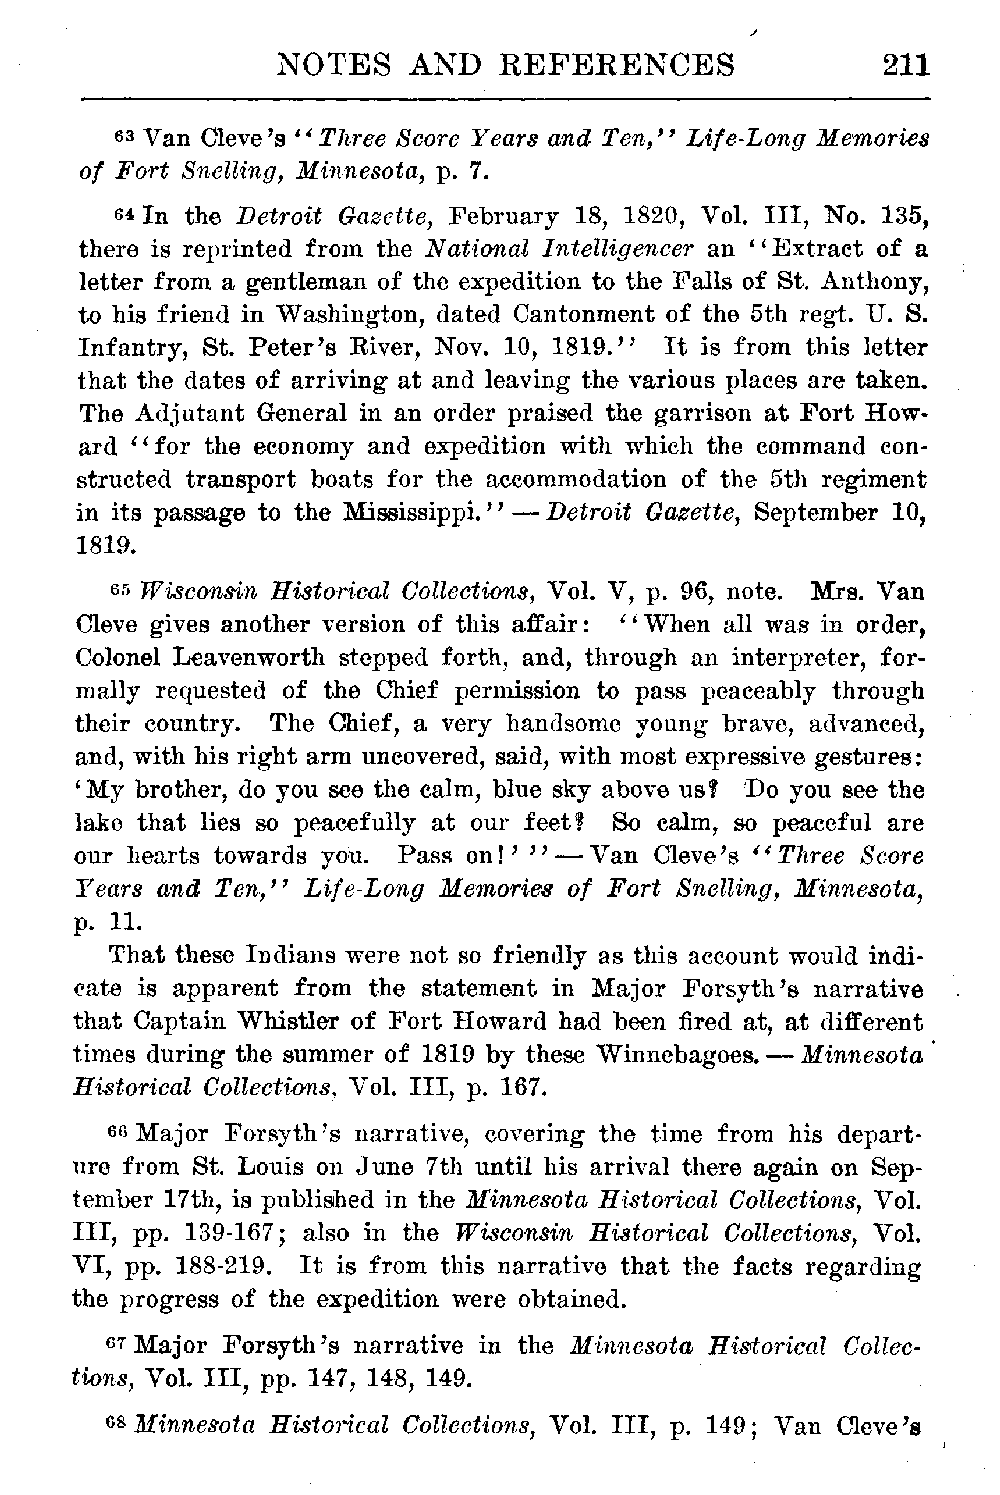 NOTES AND REFERENCES 211
63 Van Cleve's "Three Score Years and Ten," Life-Long Memories
of Fort Snelling, Minnesota, p. 7.
64 In the Detroit Gazette, February 18, 1820, Vol. III, No. 135,
there is reprinted from the National Intelligencer an "Extract of a
letter from a gentleman of the expedition to the Falls of St. Anthony,
to his friend in Washington, dated Cantonment of the 5th regt. U. S.
Infantry, St. Peter's River, Nov. 10, 1819." It is from this letter
that the dates of arriving at and leaving the various places are taken.
The Adjutant General in an order praised the garrison at Fort How-
ard "for the economy and expedition with which the command con-
structed transport boats for the accommodation of the 5th regiment
in its passage to the Mississippi." — Detroit Gazette, September 10,
1819.
65 Wisconsin Historical Collections, Vol. V, p. 96, note. Mrs. Van
Cleve gives another version of this affair: "When all was in order,
Colonel Leavenworth stepped forth, and, through an interpreter, for-
mally requested of the Chief permission to pass peaceably through
their country. The Chief, a very handsome young brave, advanced,
and, with his right arm uncovered, said, with most expressive gestures:
'My brother, do you see the calm, blue sky above us? Do you see the
lake that lies so peacefully at our feet? So calm, so peaceful are
our hearts towards you. Pass on!' " — Van Cleve's "Three Score
Years and Ten," Life-Long Memories of Fort Snelling, Minnesota,
p. 11.
That these Indians were not so friendly as this account would indi-
cate is apparent from the statement in Major Forsyth's narrative
that Captain Whistler of Fort Howard had been fired at, at different
times during the summer of 1819 by these Winnebagoes. — Minnesota
Historical Collections, Vol. III, p. 167.
66 Major Forsyth's narrative, covering the time from his depart-
ure from St. Louis on June 7th until his arrival there again on Sep-
tember 17th, is published in the Minnesota Historical Collections, Vol.
III, pp. 139-167; also in the Wisconsin Historical Collections, Vol.
VI, pp. 188-219. It is from this narrative that the facts regarding
the progress of the expedition were obtained.
67 Major Forsyth's narrative in the Minnesota Historical Collec-
tions, Vol. III, pp. 147, 148, 149.
68 Minnesota Historical Collections, Vol. III, p. 149; Van Cleve's